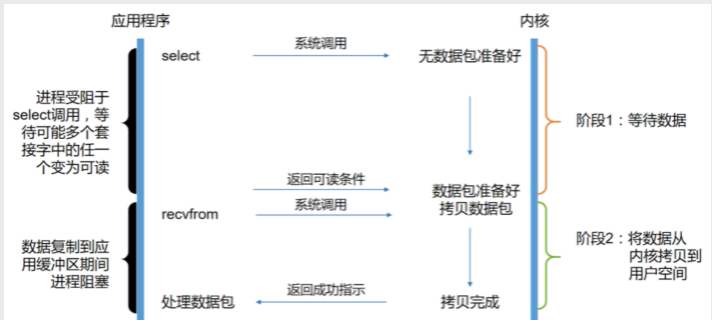 应用程序
内核
select
系统调用
无数据包准备好
进程受阻于
select调用，等
待可能多个套
接字中的任一
个变为可读
阶段1：等待数据
返回可读条件
数据包准备好
拷贝数据包
recvfrom
系统调用
数据复制到应
用缓冲区期间
进程阻塞
阶段2：将数据从
内核拷贝到
用户空间
处理数据包
返回成功指示
拷贝完成